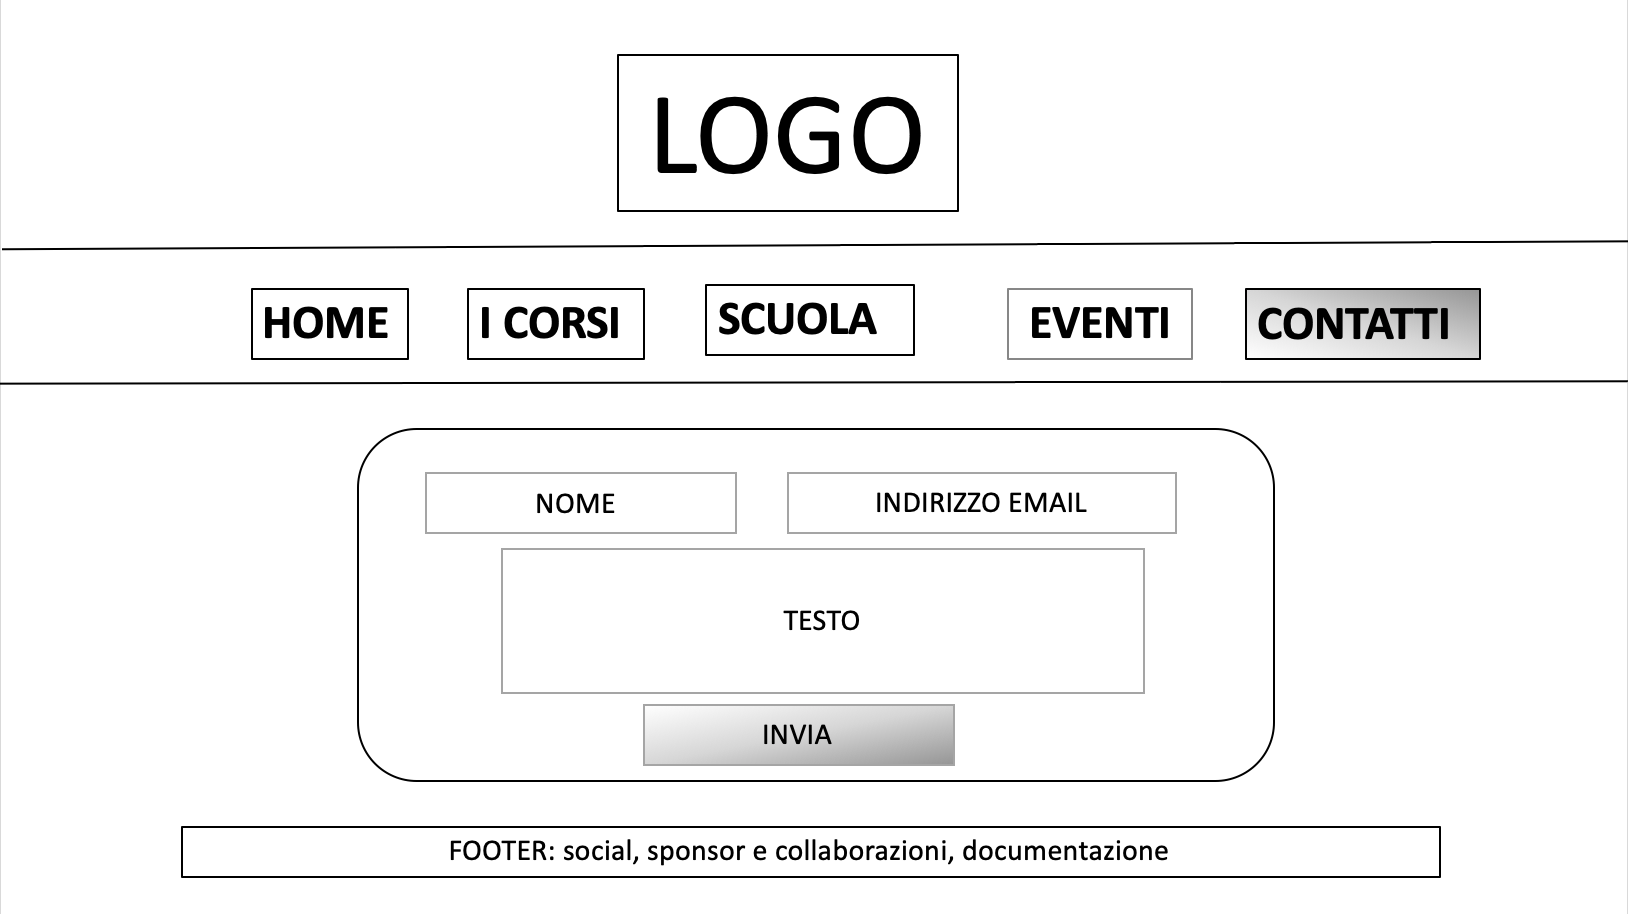 LOGO
HOME
I CORSI
SCUOLA
EVENTI
CONTATTI
NOME
INDIRIZZO EMAIL
TESTO
INVIA
FOOTER: social, sponsor e collaborazioni, documentazione